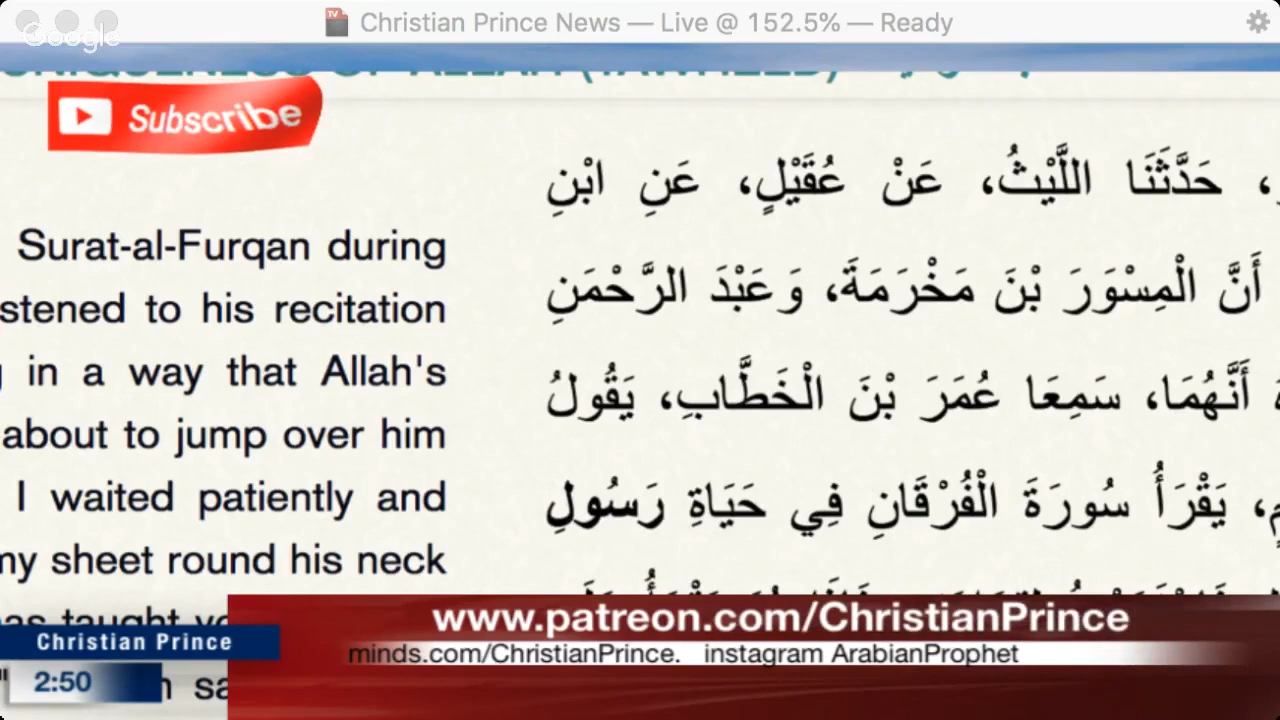 Christian Prince News — Live @ 152.5% — Ready
Google
Subscribe
Surat-al-Furqan during
stened to his recitation
in a way that Allah's
about to jump over him
I waited patiently and
my sheet round his neck
، حَدَّثَنَا اللَّيْثُ، عَنْ عُقَيْلٍ، عَنِ ابْنِ
أَنَّ الْمِسْوَرَ بْنَ مَخْرَمَةَ، وَعَبْدَ الرَّحْمَنِ
أَنَّهُمَا، سَمِعَا عُمَرَ بْنَ الْخَطَّابِ، يَقُولُ
، يَقْرَأُ سُورَةَ الْفُرْقَانِ فِي حَيَاةِ رَسُولِ
www.patreon.com/ChristianPrince
Christian Prince
minds.com/ChristianPrince. instagram ArabianProphet
2:50